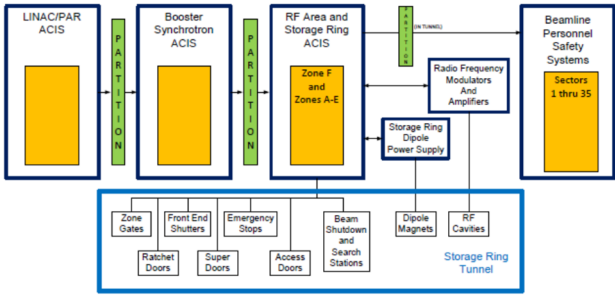 LINAC/PAR
ACIS
P
A
R
T
I
T
I
O
N
Booster
Synchrotron
ACIS
P
A
R
T
I
T
I
O
N
RF Area and
Storage Ring
ACIS
Zone F
and
Zones A-E
P
A
R
T
I
T
I
O
N
(IN TUNNEL)
Radio Frequency
Modulators
And
Amplifiers
Storage Ring
Dipole
Power Supply
Beamline
Personnel
Safety
Systems
Sectors
1 thru 35
Zone
Gates
Front End
Shutters
Emergency
Stops
Beam
Shutdown
and
Search
Stations
Dipole
Magnets
RF
Cavities
Ratchet
Doors
Super
Doors
Access
Doors
Storage Ring
Tunnel